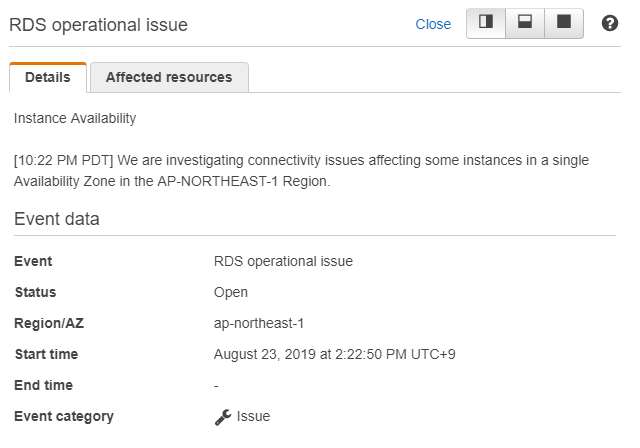 RDS operational issue
Close
Details
Affected resources
Instance Availability
[10:22 PM PDT] We are investigating connectivity issues affecting some instances in a single
Availability Zone in the AP-NORTHEAST-1 Region.
Event data
Event RDS operational issue
Status Open
Region/AZ ap-northeast-1
Start time August 23, 2019 at 2:22:50 PM UTC+9
End time -
Event category Issue